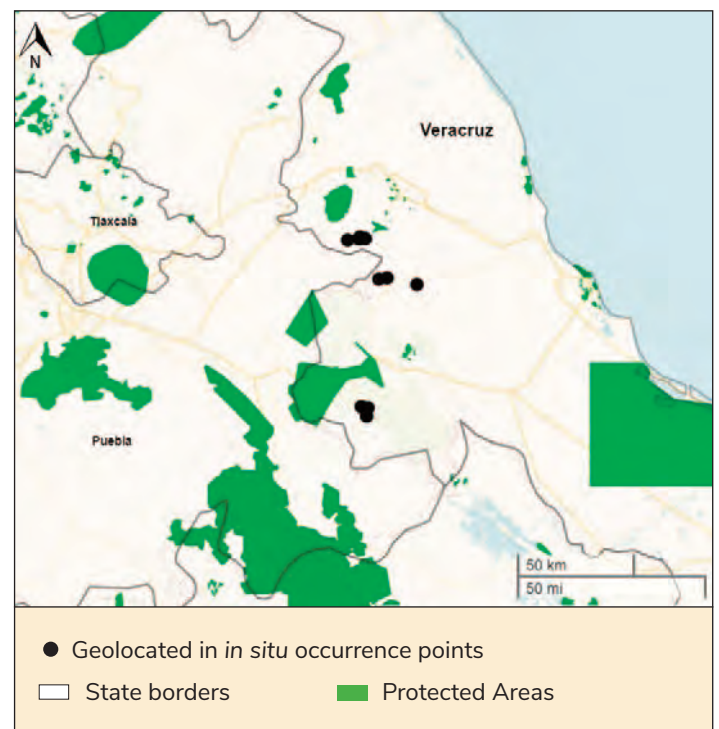 N
Veracruz
Tlaxcala
Puebla
50 km
50 mi
Geolocated in in situ occurrence points
State borders
Protected Areas